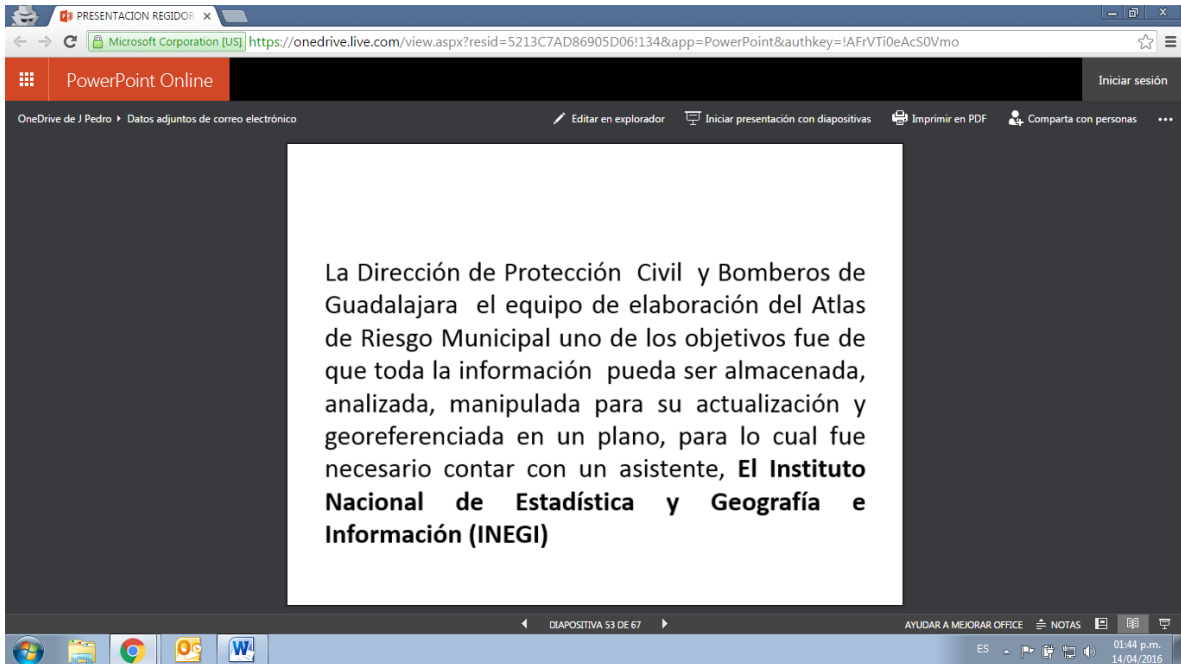 PRESENTACION REGIDOR
Microsoft Corporation [US] https://onedrive.live.com/view.aspx?resid=5213C7AD86905D06!134&app=PowerPoint&authkey=!AFrVTi0eAcS0Vmo
PowerPoint Online
Iniciar sesión
OneDrive de J Pedro ▸ Datos adjuntos de correo electrónico
Editar en explorador
Iniciar presentación con diapositivas
Imprimir en PDF
Comparta con personas
La Dirección de Protección Civil y Bomberos de
Guadalajara el equipo de elaboración del Atlas
de Riesgo Municipal uno de los objetivos fue de
que toda la información pueda ser almacenada,
analizada, manipulada para su actualización y
georeferenciada en un plano, para lo cual fue
necesario contar con un asistente, El Instituto
Nacional de Estadística y Geografía e
Información (INEGI)
DIAPOSITIVA 53 DE 67
AYUDAR A MEJORAR OFFICE
NOTAS
ES
01:44 p.m.
14/04/2016